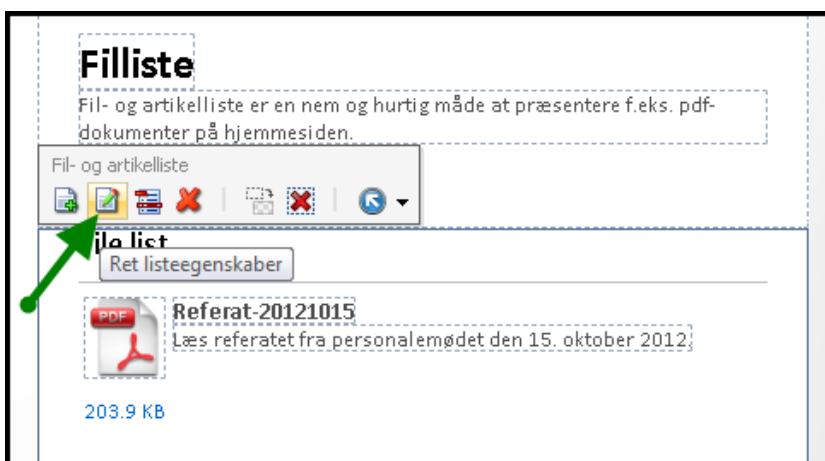 Filliste
Fil- og artikelliste er en nem og hurtig måde at præsentere f.eks. pdf-
dokumenter på hjemmesiden.
Fil- og artikelliste
ile list
Ret listeegenskaber
PDF
Referat-20121015
Læs referatet fra personalemødet den 15. oktober 2012.
203.9 KB